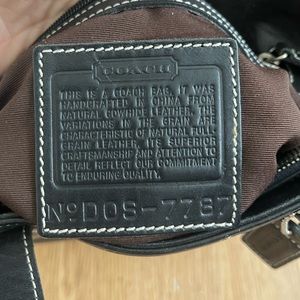 COACH
THIS IS A COACH BAG. IT WAS
HANDCRAFTED IN CHINA FROM
NATURAL COWHIDE LEATHER. THE
VARIATIONS IN THE GRAIN ARE
CHARACTERISTIC OF NATURAL FULL-
GRAIN LEATHER. ITS SUPERIOR
CRAFTSMANSHIP AND ATTENTION TO
DETAIL REFLECT OUR COMMITMENT
TO ENDURING QUALITY.
NO DOS-7787